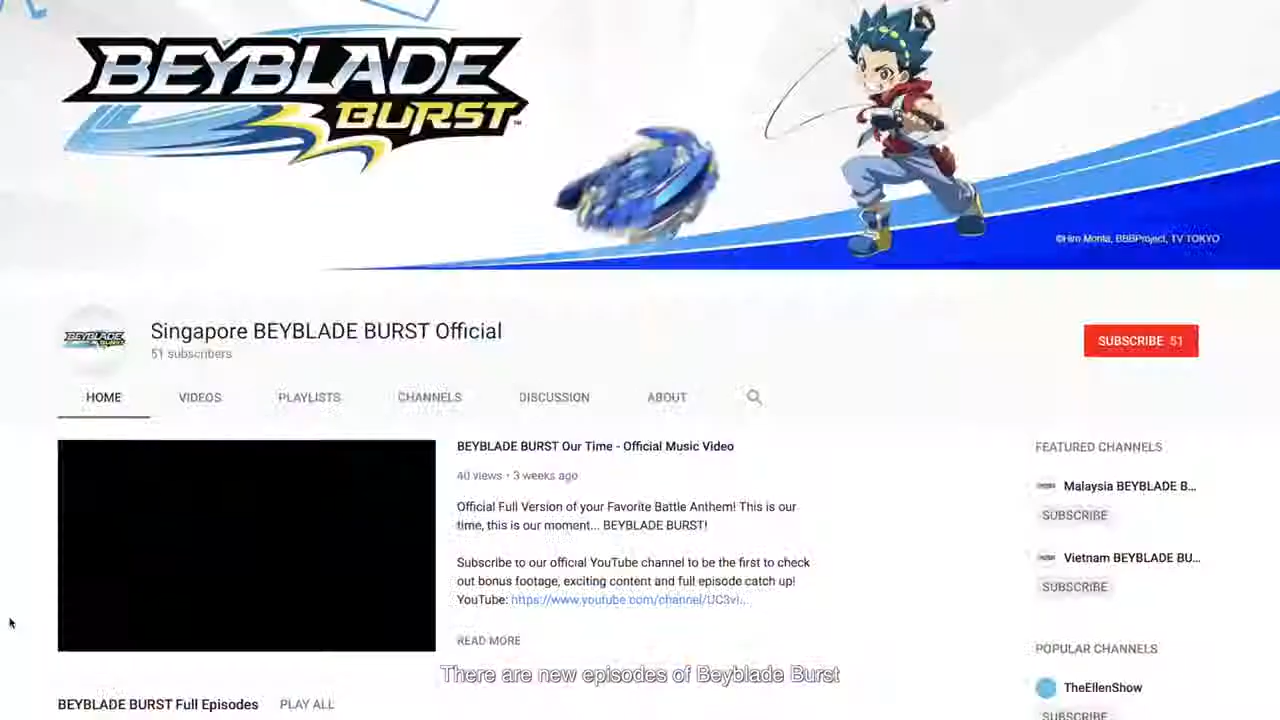 BEYBLADE
BURST™
©Hiro Morita, BBBProject, TV TOKYO
BEYBLADE
BURST
Singapore BEYBLADE BURST Official
51 subscribers
SUBSCRIBE 51
HOME VIDEOS PLAYLISTS CHANNELS DISCUSSION ABOUT
BEYBLADE BURST Our Time - Official Music Video
40 views • 3 weeks ago
Official Full Version of your Favorite Battle Anthem! This is our
time, this is our moment... BEYBLADE BURST!
Subscribe to our official YouTube channel to be the first to check
out bonus footage, exciting content and full episode catch up!
YouTube: https://www.youtube.com/channel/UC3vi...
READ MORE
FEATURED CHANNELS
Malaysia BEYBLADE B...
SUBSCRIBE
Vietnam BEYBLADE BU...
SUBSCRIBE
POPULAR CHANNELS
TheEllenShow
SUBSCRIBE
There are new episodes of Beyblade Burst
BEYBLADE BURST Full Episodes PLAY ALL